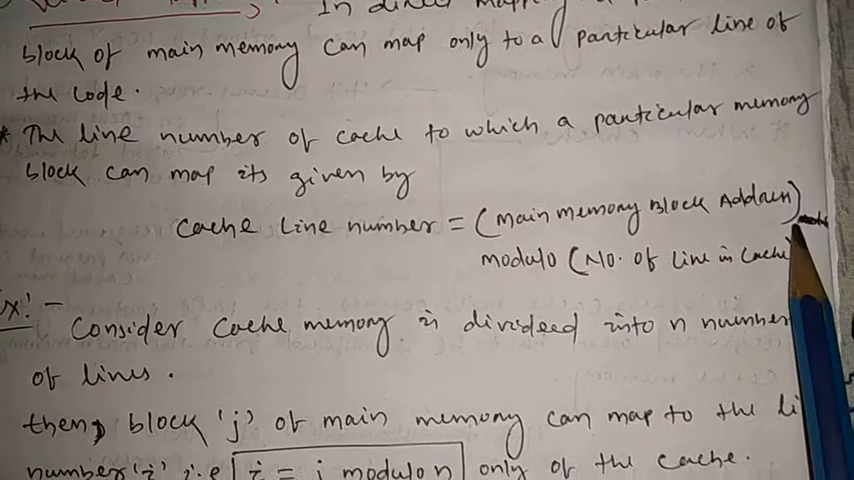 In direct mapping a
block of main memory can map only to a particular line of
the code.
* The line number of cache to which a particular memory
block can map its given by
Cache line number = (main memory Block Address)
modulo (No. of line in Cache
Ex: -
Consider Cache memory is divideed into n number
of lines.
then, block 'j' of main memory can map to the li
number 'i' i.e i = j modulo n only of the cache.